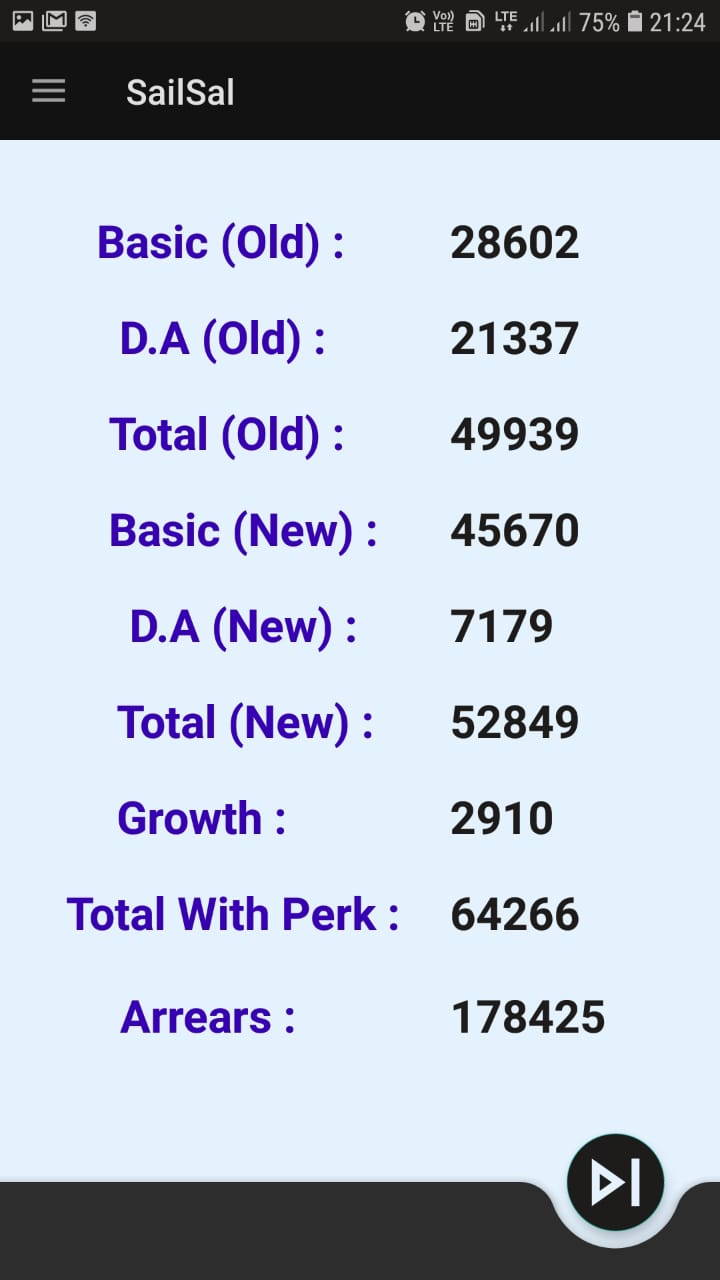 Vo)) LTE LTE 75% 21:24
SailSal
Basic (Old) : 28602
D.A (Old) : 21337
Total (Old) : 49939
Basic (New) : 45670
D.A (New) : 7179
Total (New) : 52849
Growth : 2910
Total With Perk : 64266
Arrears : 178425